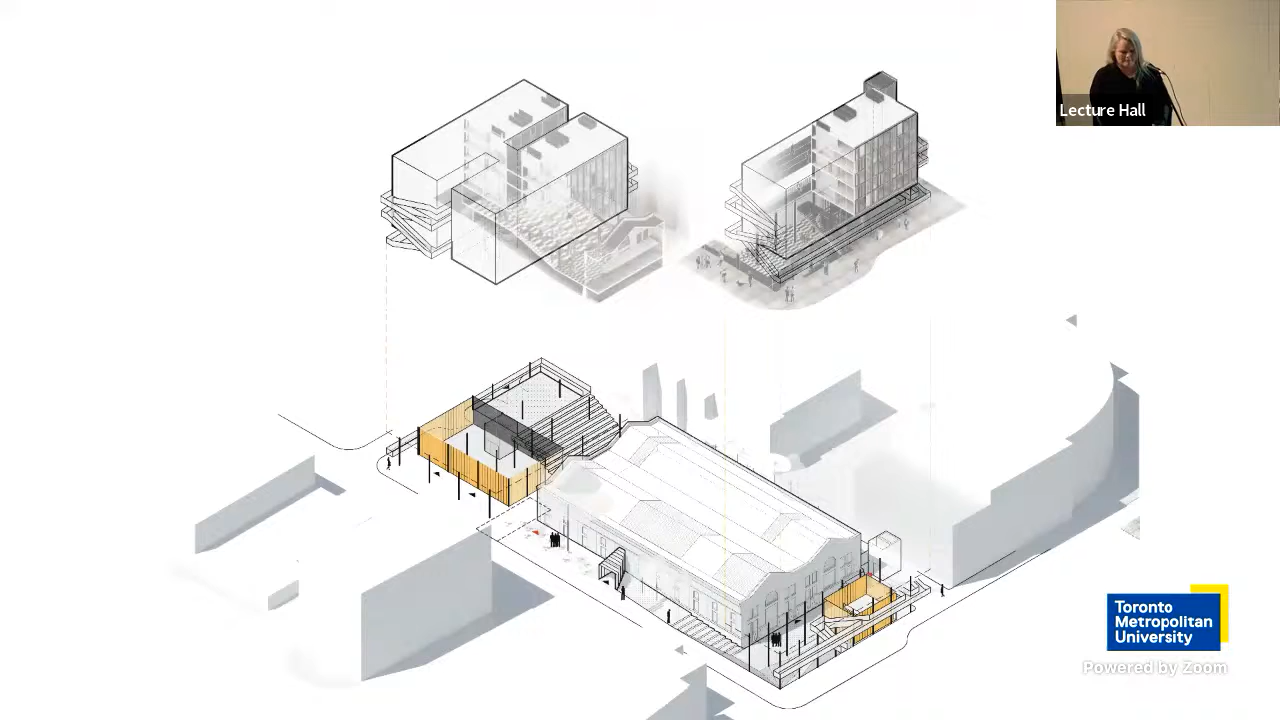 Lecture Hall
Toronto
Metropolitan
University
Powered by Zoom